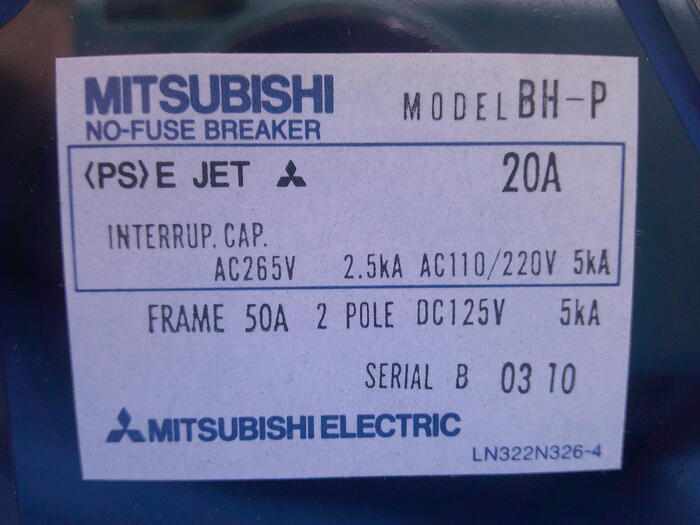 MITSUBISHI MODEL BH-P
NO-FUSE BREAKER
<PS>E JET 20A
INTERRUP. CAP.
AC265V 2.5kA AC110/220V 5kA
FRAME 50A 2 POLE DC125V 5kA
SERIAL B 03 10
MITSUBISHI ELECTRIC
LN322N326-4